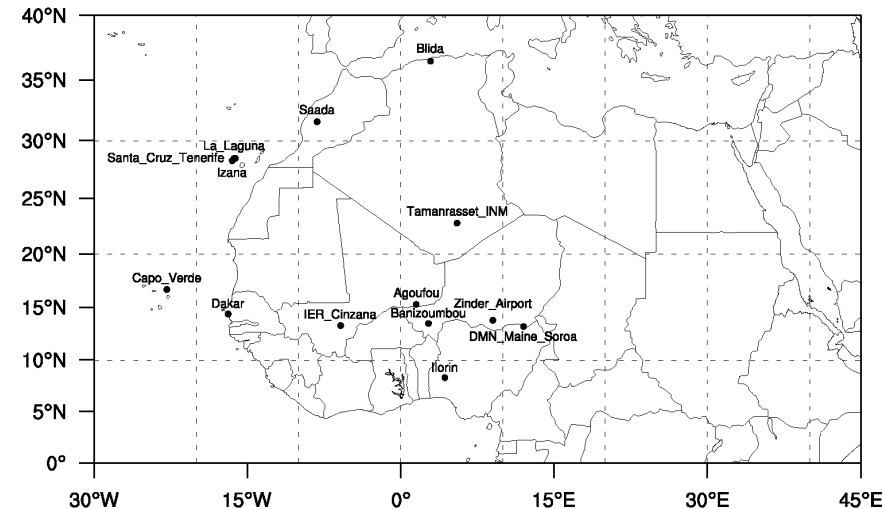 40°N
Blida
35°N
Saada
30°N
La_Laguna
Santa_Cruz_Tenerife
Izana
25°N
Tamanrasset_INM
20°N
Capo_Verde
Agoufou
Zinder_Airport
15°N
Dakar
IER_Cinzana
Banizoumbou
DMN_Maine_Soroa
10°N
Ilorin
5°N
0°
30°W 15°W 0° 15°E 30°E 45°E